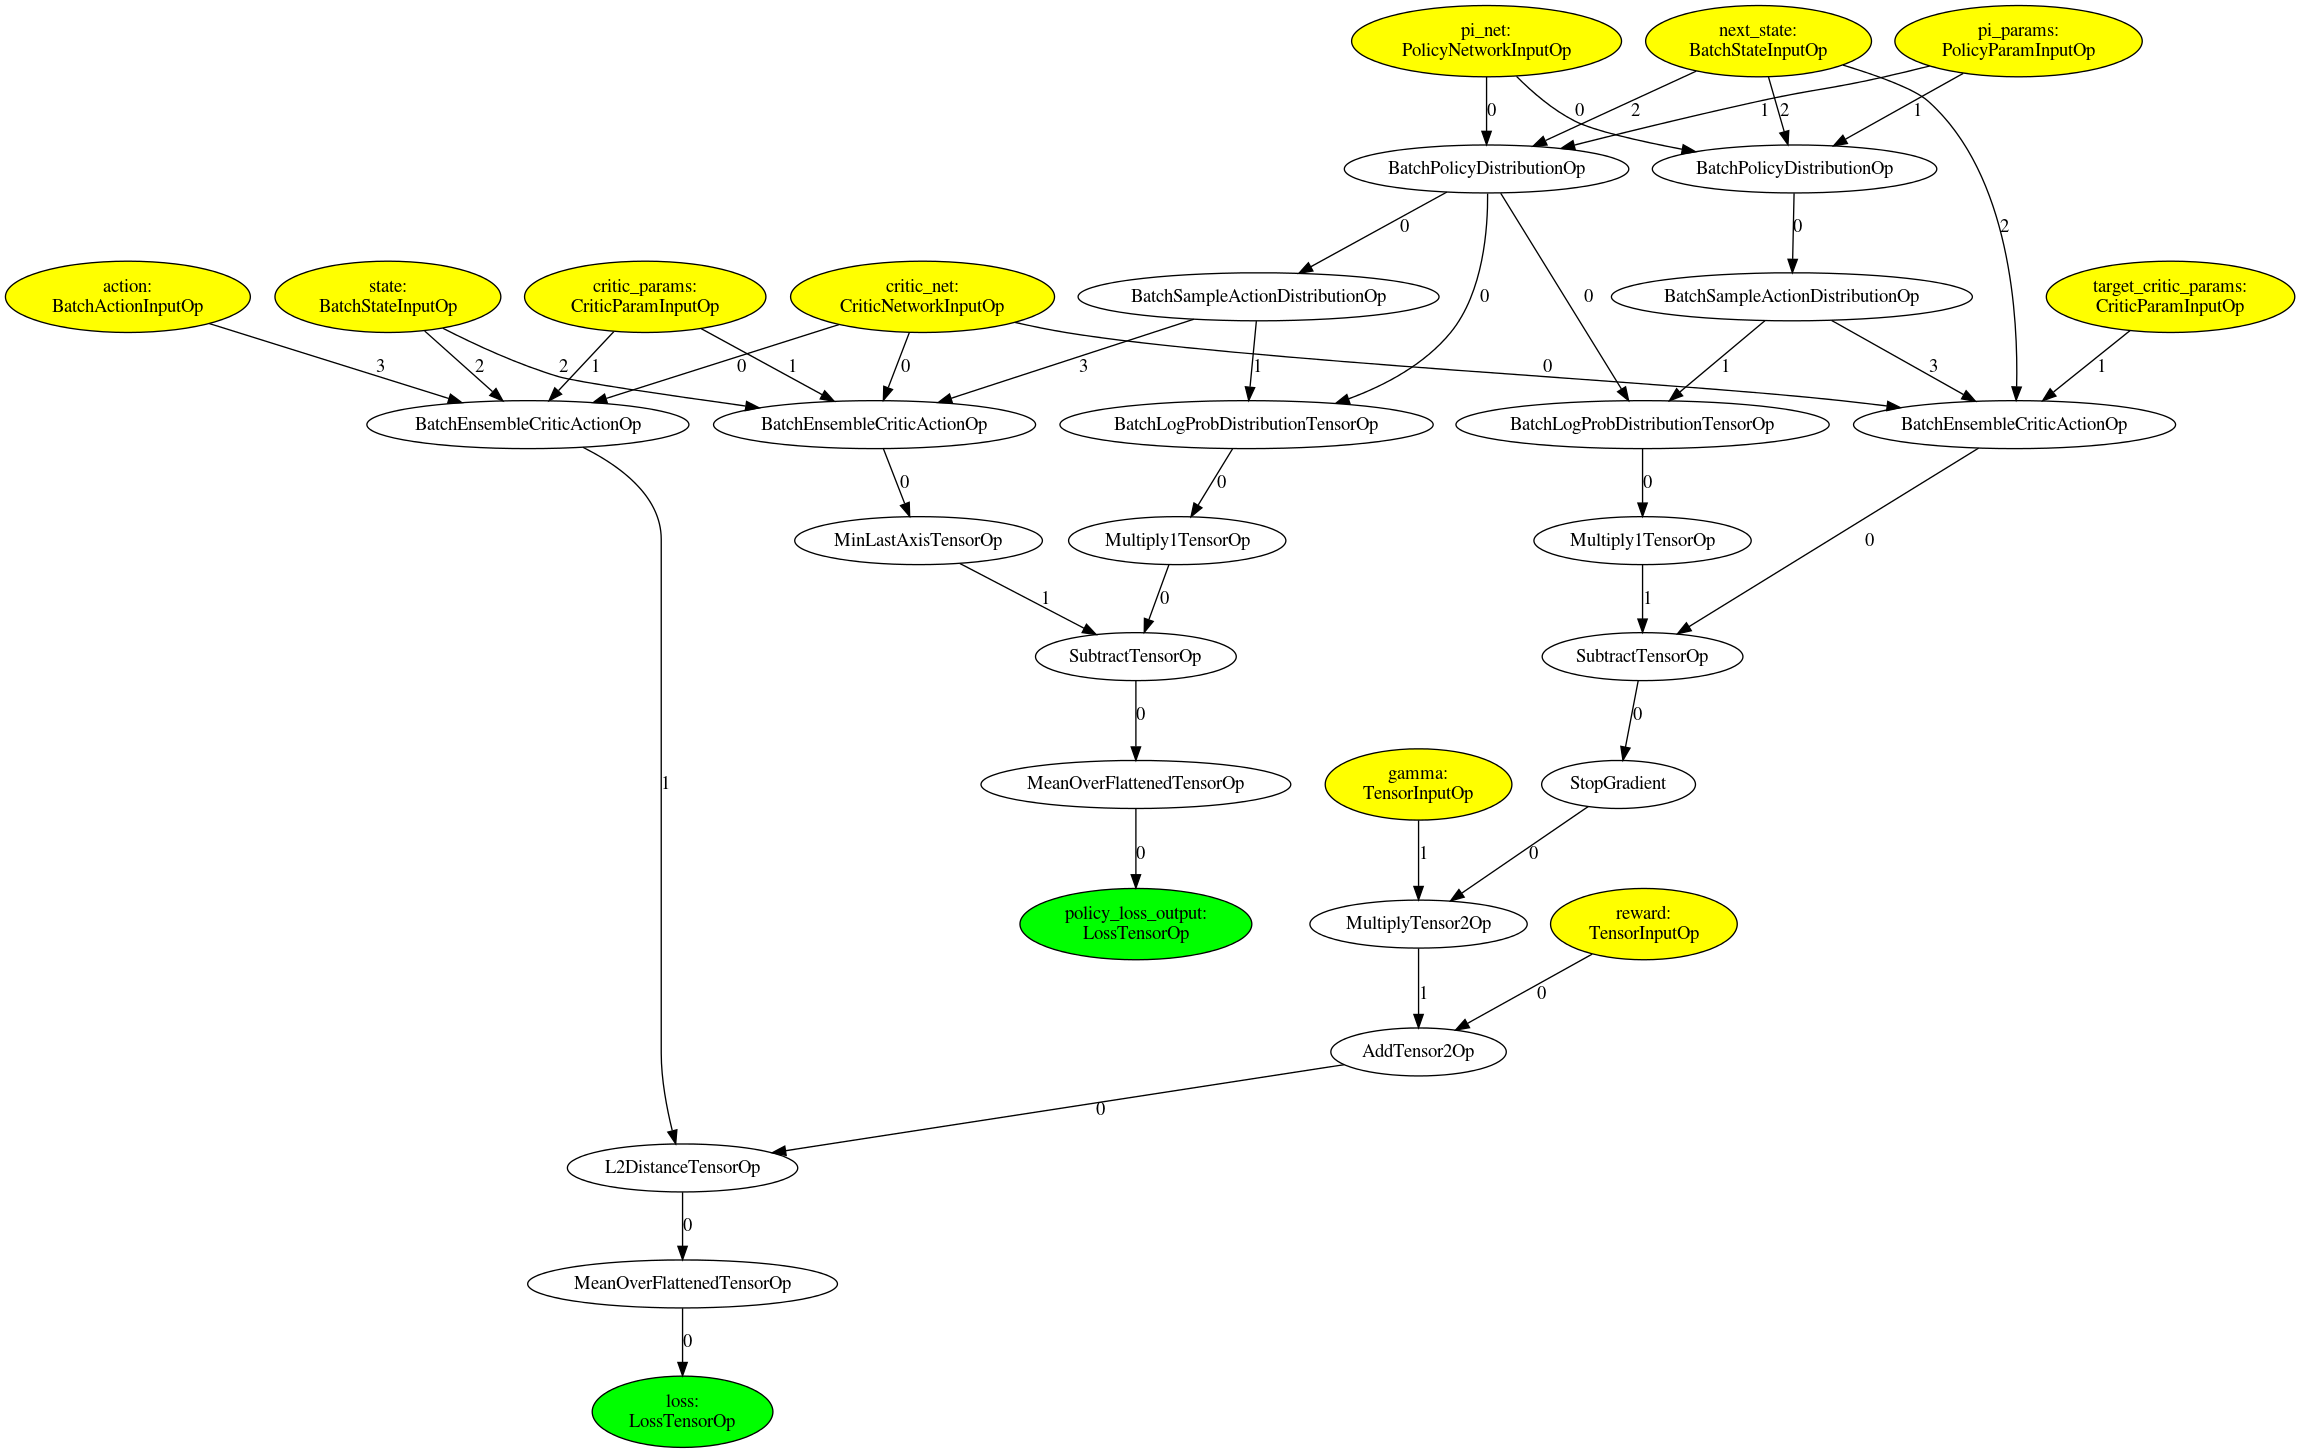 pi_net:
PolicyNetworkInputOp
next_state:
BatchStateInputOp
pi_params:
PolicyParamInputOp
0
0
2
2
1
1
BatchPolicyDistributionOp
BatchPolicyDistributionOp
0
0
2
action:
BatchActionInputOp
state:
BatchStateInputOp
critic_params:
CriticParamInputOp
critic_net:
CriticNetworkInputOp
BatchSampleActionDistributionOp
0
0
BatchSampleActionDistributionOp
target_critic_params:
CriticParamInputOp
3
2
2
1
0
1
0
3
1
0
1
3
1
BatchEnsembleCriticActionOp
BatchEnsembleCriticActionOp
BatchLogProbDistributionTensorOp
BatchLogProbDistributionTensorOp
BatchEnsembleCriticActionOp
0
0
0
MinLastAxisTensorOp
Multiply1TensorOp
Multiply1TensorOp
0
1
0
1
SubtractTensorOp
SubtractTensorOp
0
0
1
MeanOverFlattenedTensorOp
gamma:
TensorInputOp
StopGradient
0
1
0
policy_loss_output:
LossTensorOp
MultiplyTensor2Op
reward:
TensorInputOp
1
0
AddTensor2Op
0
L2DistanceTensorOp
0
MeanOverFlattenedTensorOp
0
loss:
LossTensorOp